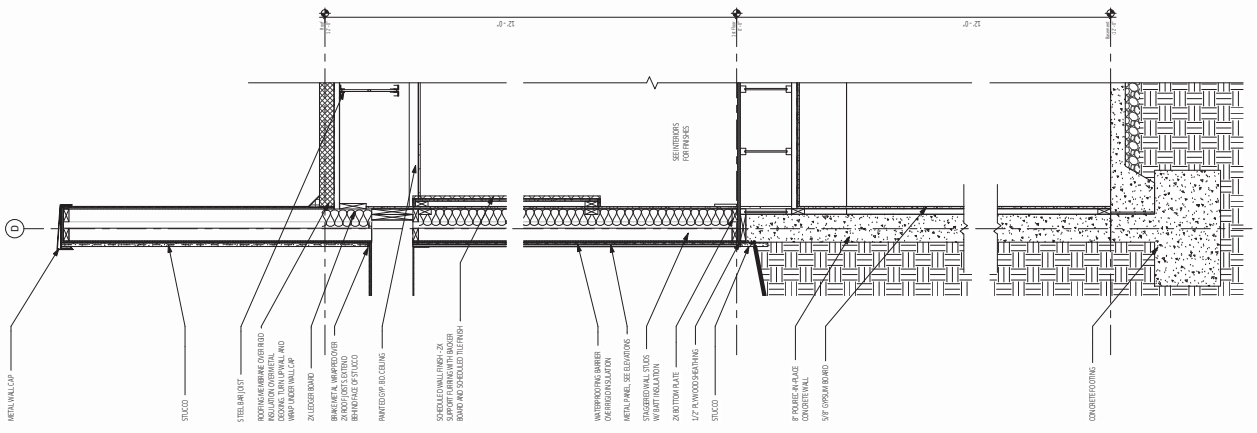 D
METAL WALL CAP
STUCCO
STEEL BAR JOIST
ROOFING MEMBRANE OVER RIGID
INSULATION OVER METAL
DECKING. TURN UP WALL AND
WRAP UNDER WALL CAP
2X LEDGER BOARD
BRAKE METAL WRAPPED OVER
2X ROOF JOISTS. EXTEND
BEHIND FACE OF STUCCO
PAINTED GYP. BD. CEILING
SCHEDULED WALL FINISH - 2X
SUPPORT FURRING WITH BACKER
BOARD AND SCHEDULED TILE FINISH
WATERPROOFING BARRIER
OVER RIGID INSULATION
METAL PANEL, SEE ELEVATIONS
STAGGERED WALL STUDS
W/ BATT INSULATION
2X BOTTOM PLATE
1/2" PLYWOOD SHEATHING
STUCCO
8" POURED-IN-PLACE
CONCRETE WALL
5/8" GYPSUM BOARD
CONCRETE FOOTING
SEE INTERIORS
FOR FINISHES
12'-0"
12'-0"